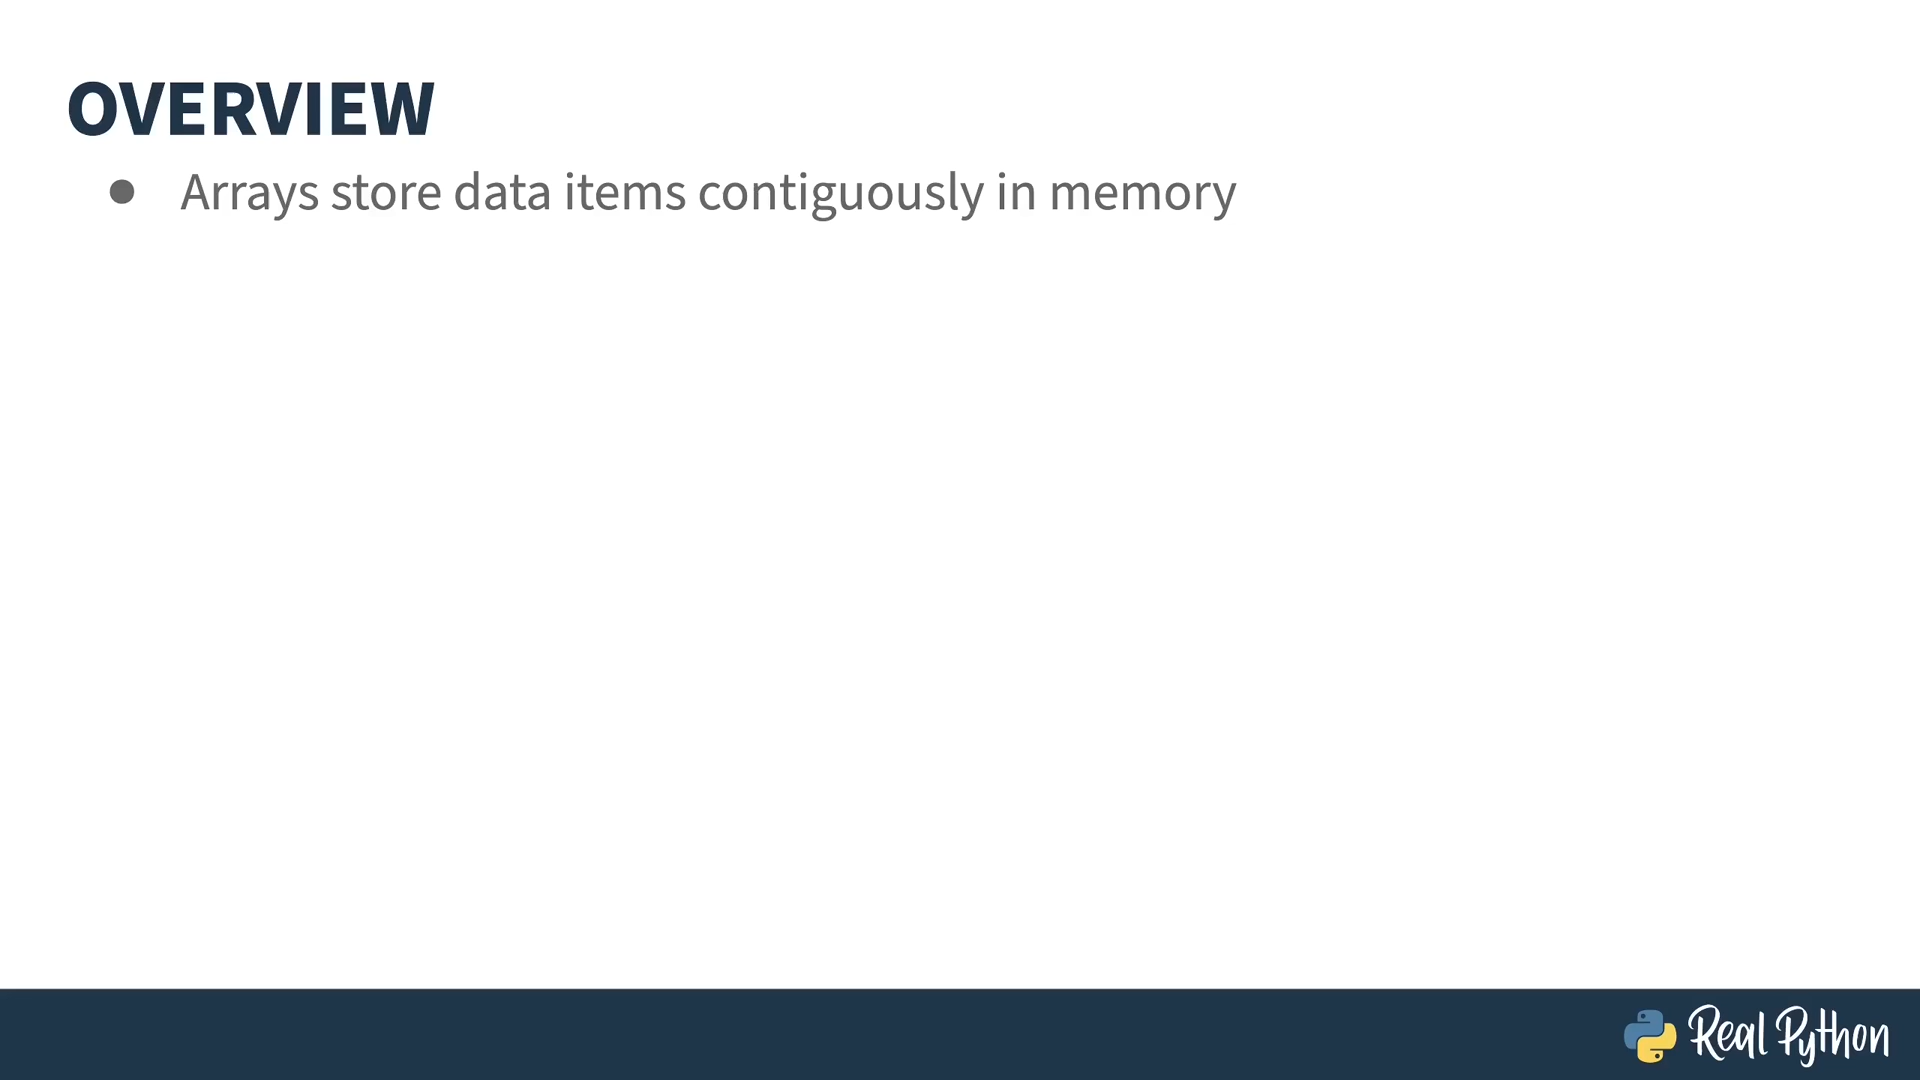 OVERVIEW
● Arrays store data items contiguously in memory
Real Python